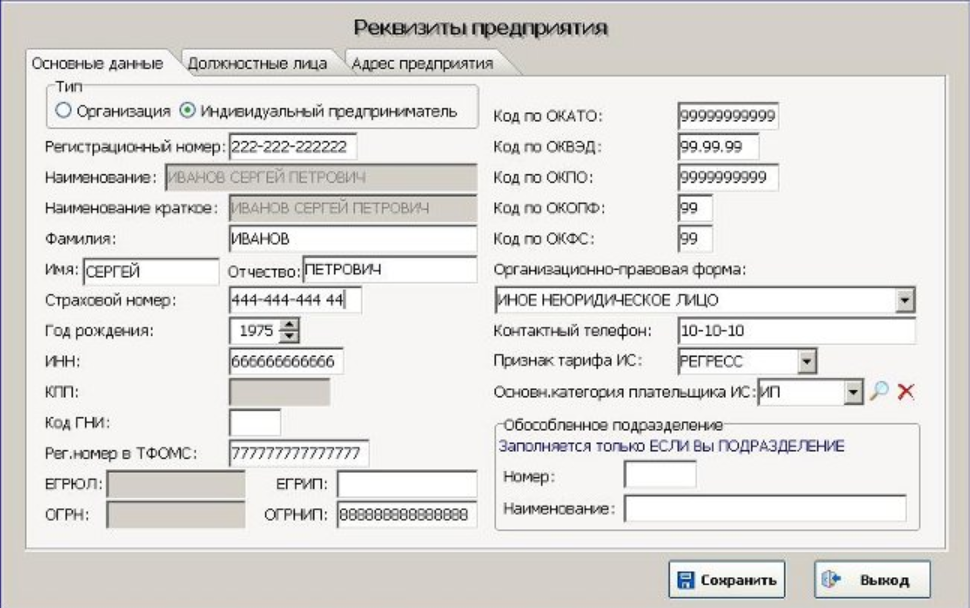 Реквизиты предприятия
Основные данные Должностные лица Адрес предприятия
Тип
Организация Индивидуальный предприниматель
Регистрационный номер: 222-222-222222
Наименование: ИВАНОВ СЕРГЕЙ ПЕТРОВИЧ
Наименование краткое: ИВАНОВ СЕРГЕЙ ПЕТРОВИЧ
Фамилия: ИВАНОВ
Имя: СЕРГЕЙ Отчество: ПЕТРОВИЧ
Страховой номер: 444-444-444 44
Год рождения: 1975
ИНН: 666666666666
КПП:
Код ГНИ:
Рег.номер в ТФОМС: 777777777777777
ЕГРЮЛ: ЕГРИП:
ОГРН: ОГРНИП: 888888888888888
Код по ОКАТО: 99999999999
Код по ОКВЭД: 99.99.99
Код по ОКПО: 9999999999
Код по ОКОПФ: 99
Код по ОКФС: 99
Организационно-правовая форма:
ИНОЕ НЕЮРИДИЧЕСКОЕ ЛИЦО
Контактный телефон: 10-10-10
Признак тарифа ИС: РЕГРЕСС
Основн.категория плательщика ИС: ИП
Обособленное подразделение
Заполняется только ЕСЛИ Вы ПОДРАЗДЕЛЕНИЕ
Номер:
Наименование:
Сохранить Выход